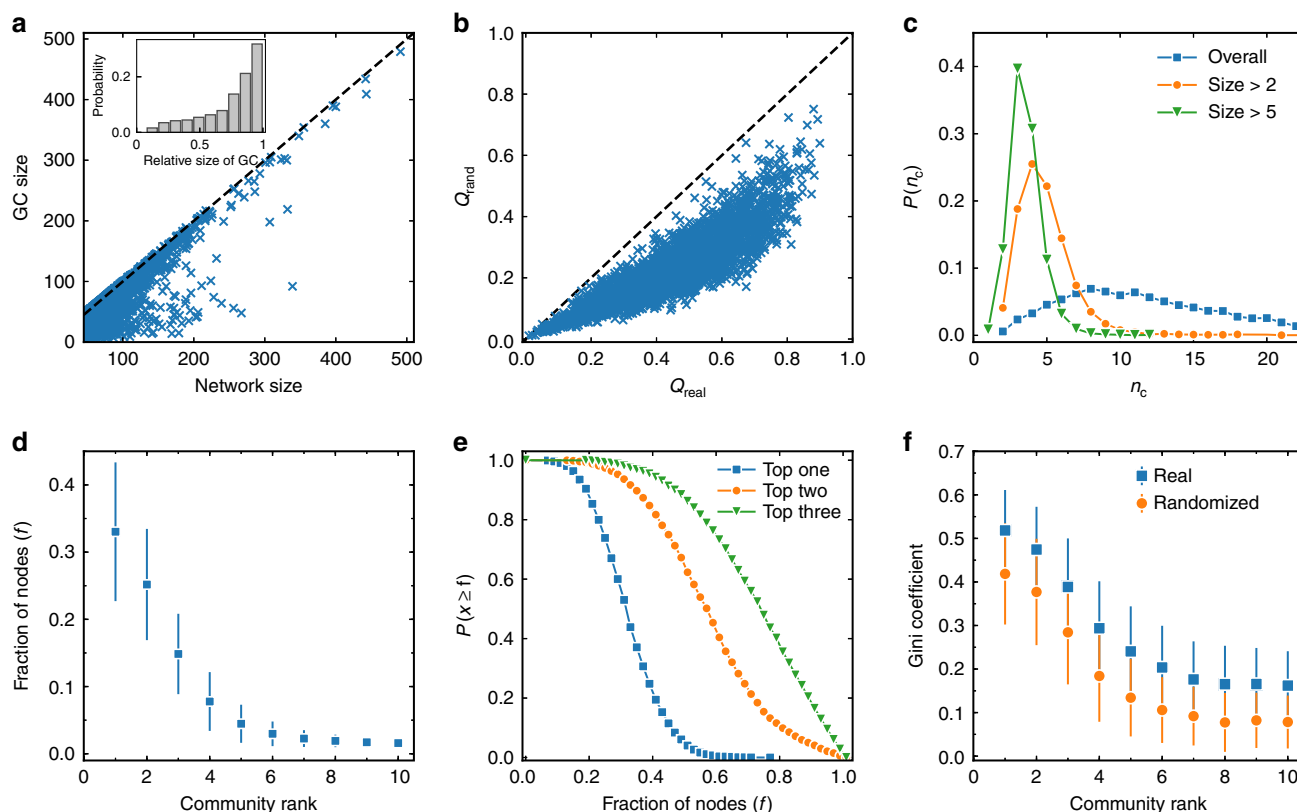 a
500
400
300
200
100
0
GC size
100 200 300 400 500
Network size
Probability
0.2
0.0
0 0.5 1
Relative size of GC
b
1.0
0.8
0.6
0.4
0.2
0.0
Q_rand
0.0 0.2 0.4 0.6 0.8 1.0
Q_real
c
Overall
Size > 2
Size > 5
0.4
0.3
0.2
0.1
0.0
P(n_c)
0 5 10 15 20
n_c
d
0.4
0.3
0.2
0.1
0.0
Fraction of nodes (f)
0 2 4 6 8 10
Community rank
e
Top one
Top two
Top three
1.0
0.8
0.6
0.4
0.2
0.0
P(x ≥ f)
0.0 0.2 0.4 0.6 0.8 1.0
Fraction of nodes (f)
f
Real
Randomized
0.7
0.6
0.5
0.4
0.3
0.2
0.1
0.0
Gini coefficient
0 2 4 6 8 10
Community rank